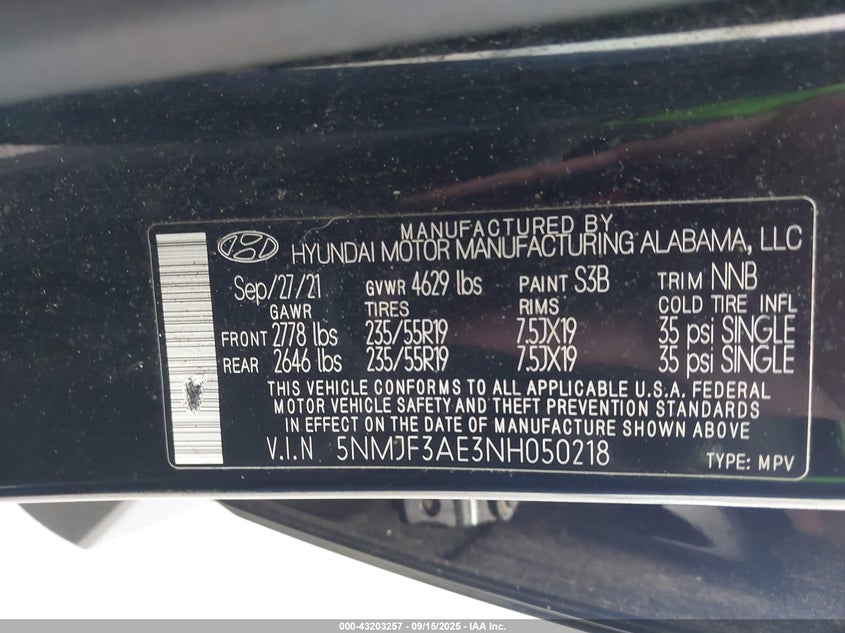 MANUFACTURED BY
HYUNDAI MOTOR MANUFACTURING ALABAMA, LLC
Sep/27/21 GVWR 4629 lbs PAINT S3B TRIM NNB
GAWR TIRES RIMS COLD TIRE INFL
FRONT 2778 lbs 235/55R19 7.5JX19 35 psi SINGLE
REAR 2646 lbs 235/55R19 7.5JX19 35 psi SINGLE
THIS VEHICLE CONFORMS TO ALL APPLICABLE U.S.A. FEDERAL
MOTOR VEHICLE SAFETY AND THEFT PREVENTION STANDARDS
IN EFFECT ON THE DATE OF MANUFACTURE SHOWN ABOVE
V.I.N 5NMJF3AE3NH050218 TYPE: MPV
000-43203257 - 09/15/2025 - IAA Inc.